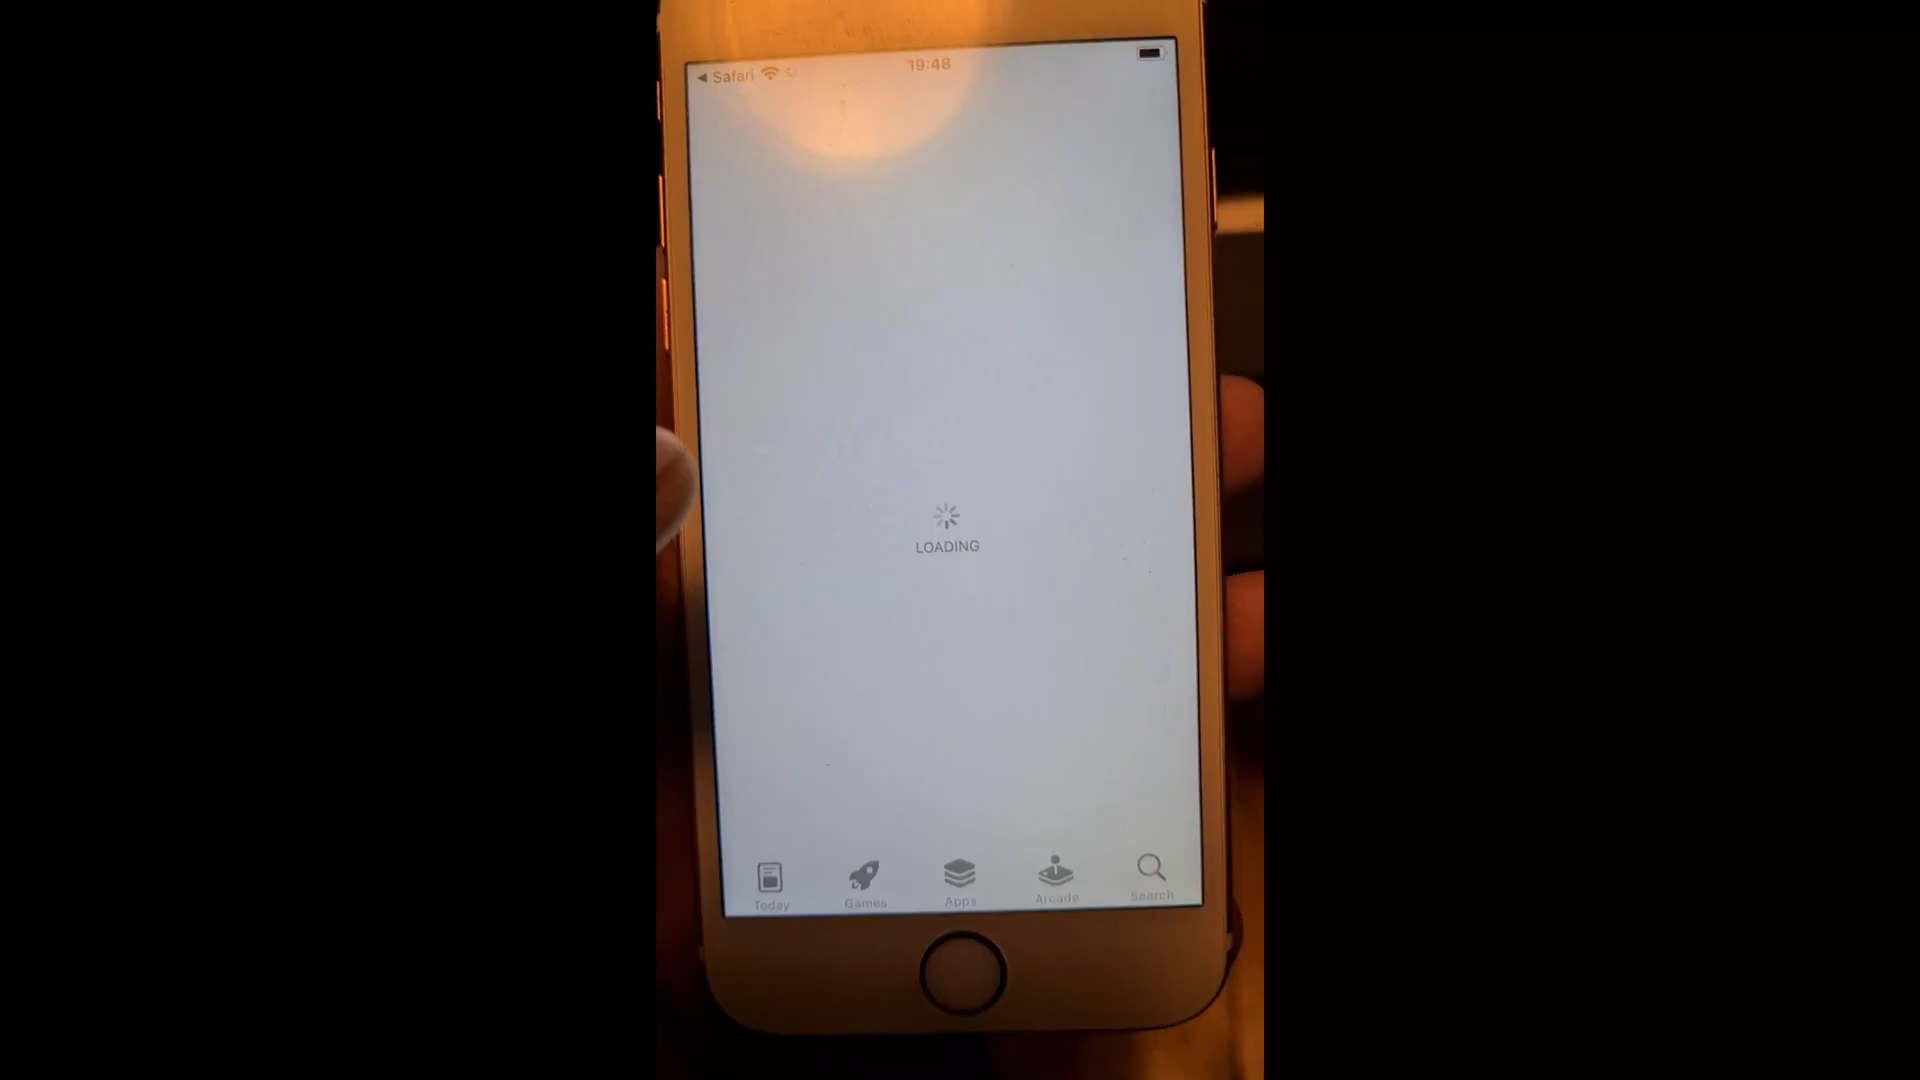 ◀ Safari
19:48
LOADING
Today
Games
Apps
Arcade
Search